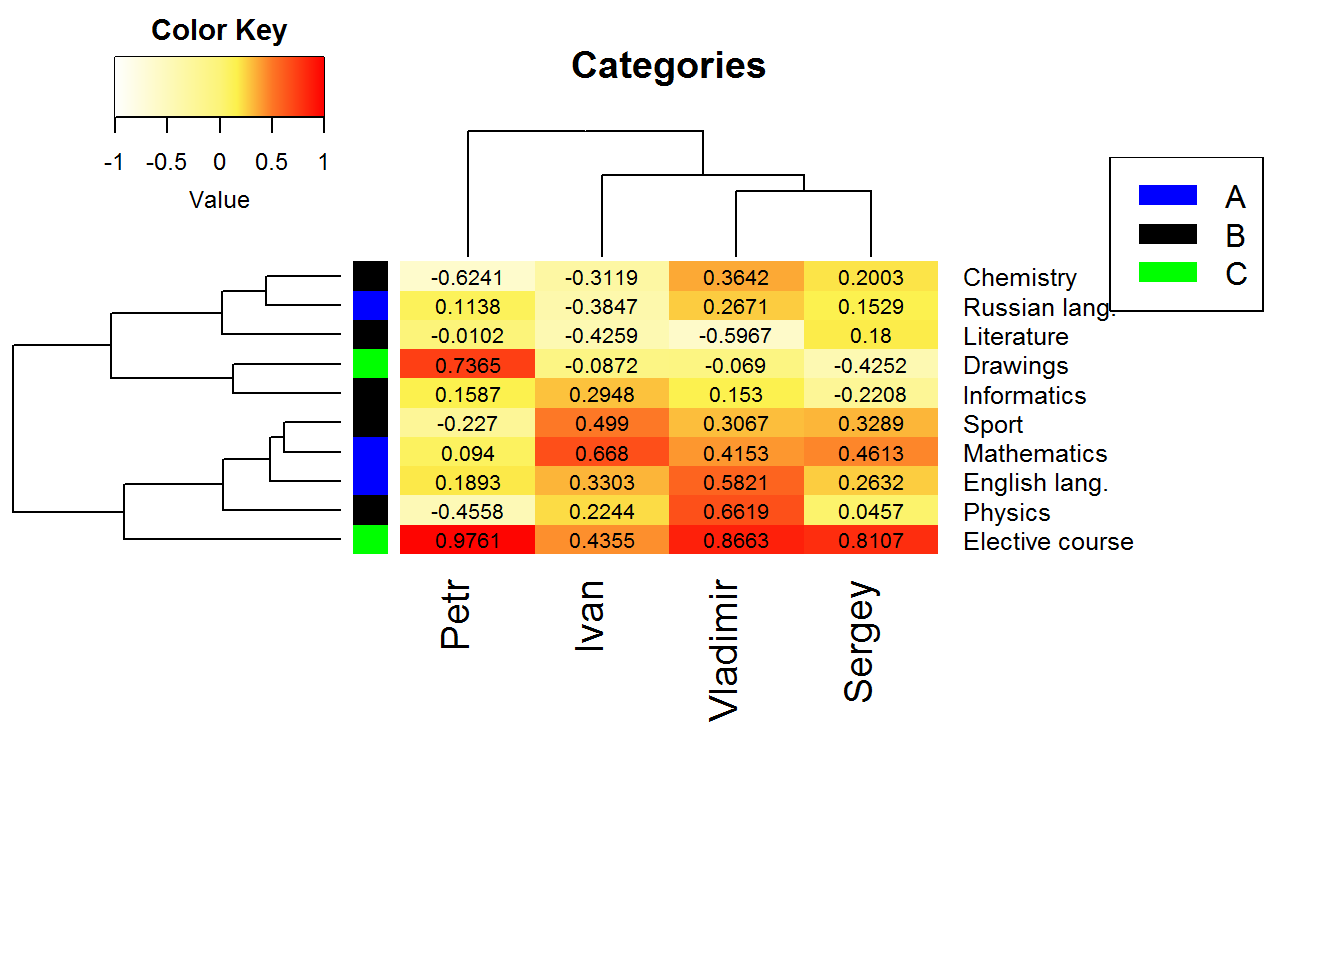 Color Key
-1 -0.5 0 0.5 1
Value
Categories
A
B
C
-0.6241 -0.3119 0.3642 0.2003 Chemistry
0.1138 -0.3847 0.2671 0.1529 Russian lang.
-0.0102 -0.4259 -0.5967 0.18 Literature
0.7365 -0.0872 -0.069 -0.4252 Drawings
0.1587 0.2948 0.153 -0.2208 Informatics
-0.227 0.499 0.3067 0.3289 Sport
0.094 0.668 0.4153 0.4613 Mathematics
0.1893 0.3303 0.5821 0.2632 English lang.
-0.4558 0.2244 0.6619 0.0457 Physics
0.9761 0.4355 0.8663 0.8107 Elective course
Petr Ivan Vladimir Sergey